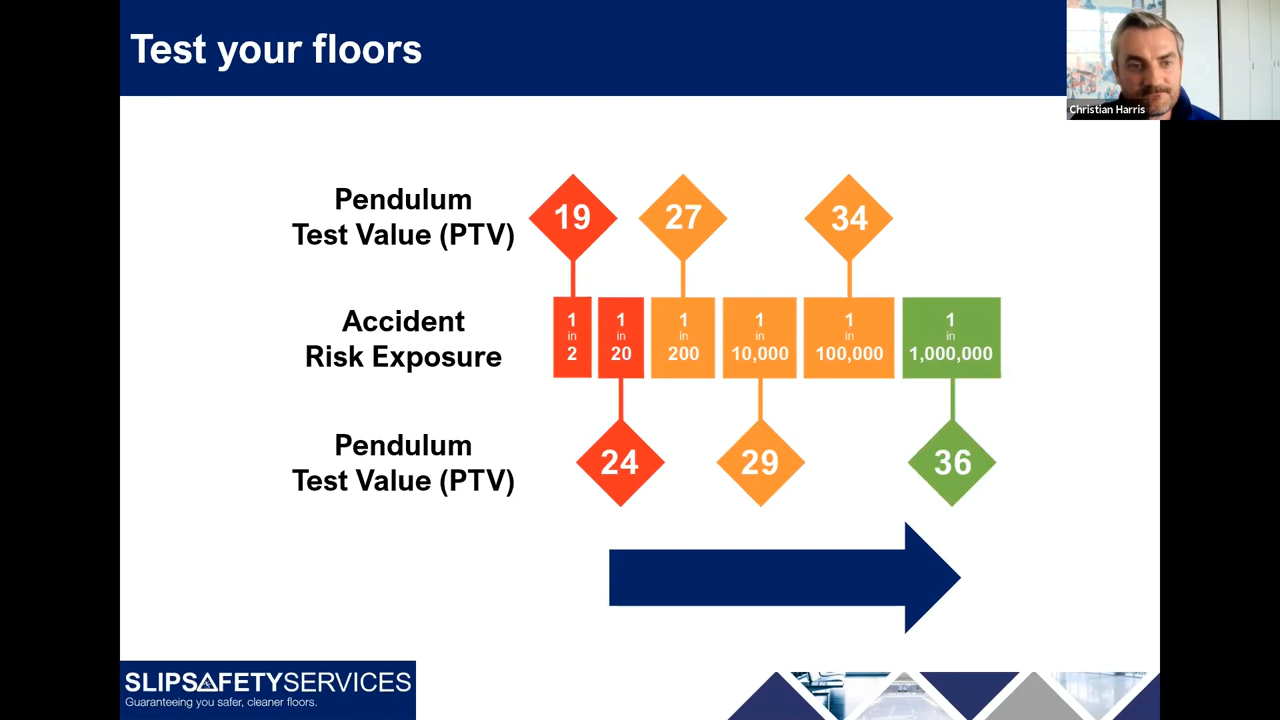 Test your floors
Christian Harris
Pendulum
Test Value (PTV)
19
27
34
Accident
Risk Exposure
1
in
2
1
in
20
1
in
200
1
in
10,000
1
in
100,000
1
in
1,000,000
Pendulum
Test Value (PTV)
24
29
36
SLIPSAFETYSERVICES
Guaranteeing you safer, cleaner floors.